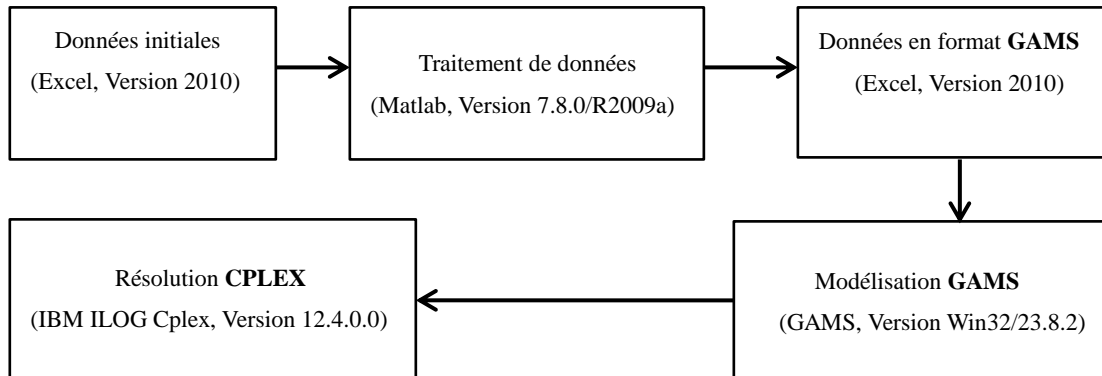 Données initiales
(Excel, Version 2010)
Traitement de données
(Matlab, Version 7.8.0/R2009a)
Données en format GAMS
(Excel, Version 2010)
Modélisation GAMS
(GAMS, Version Win32/23.8.2)
Résolution CPLEX
(IBM ILOG Cplex, Version 12.4.0.0)